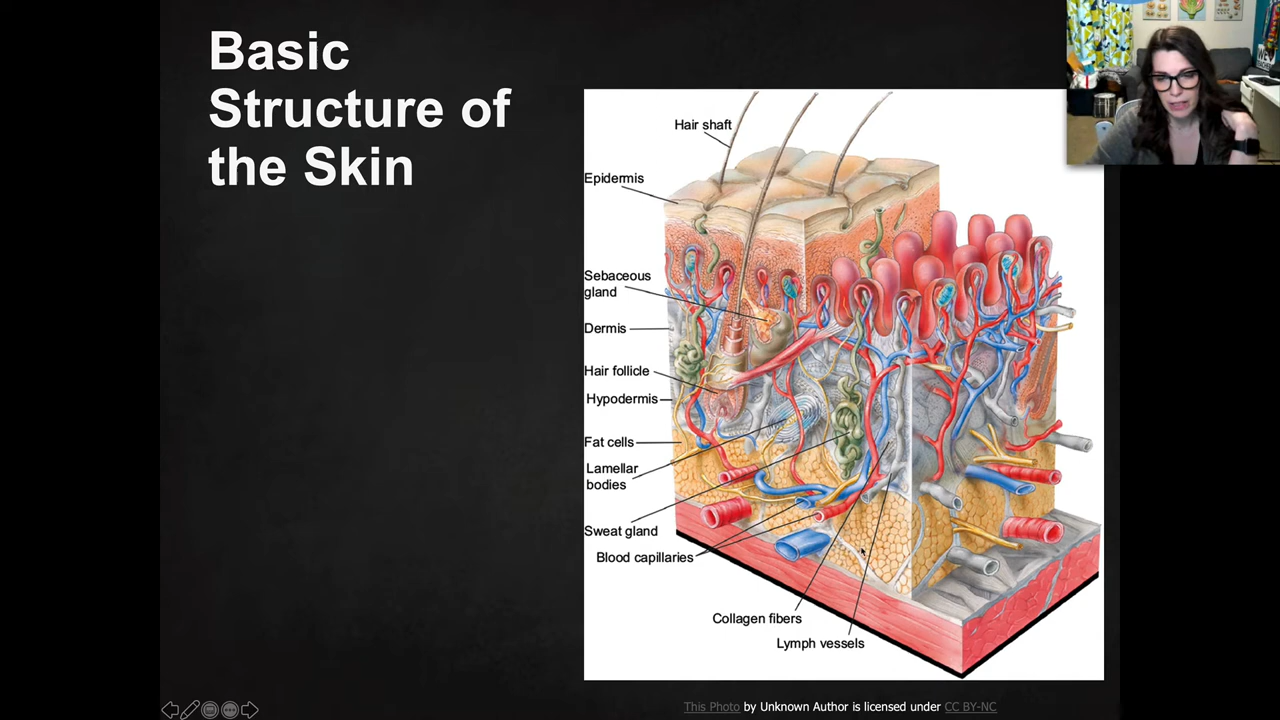 Basic
Structure of
the Skin
Hair shaft
Epidermis
Sebaceous
gland
Dermis
Hair follicle
Hypodermis
Fat cells
Lamellar
bodies
Sweat gland
Blood capillaries
Collagen fibers
Lymph vessels
This Photo by Unknown Author is licensed under CC BY-NC